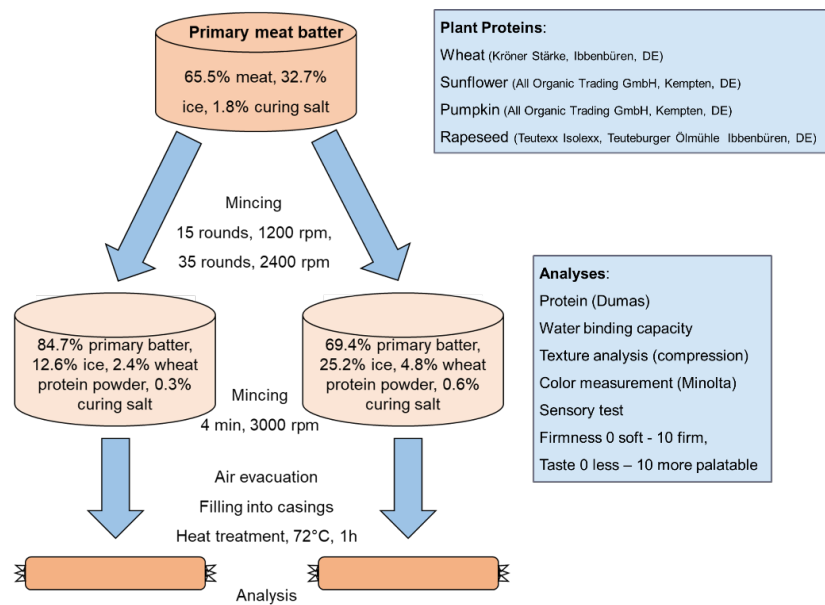 Primary meat batter
65.5% meat, 32.7%
ice, 1.8% curing salt
Plant Proteins:
Wheat (Kröner Stärke, Ibbenbüren, DE)
Sunflower (All Organic Trading GmbH, Kempten, DE)
Pumpkin (All Organic Trading GmbH, Kempten, DE)
Rapeseed (Teutexx Isolexx, Teuteburger Ölmühle Ibbenbüren, DE)
Mincing
15 rounds, 1200 rpm,
35 rounds, 2400 rpm
84.7% primary batter,
12.6% ice, 2.4% wheat
protein powder, 0.3%
curing salt
69.4% primary batter,
25.2% ice, 4.8% wheat
protein powder, 0.6%
curing salt
Mincing
4 min, 3000 rpm
Air evacuation
Filling into casings
Heat treatment, 72°C, 1h
Analysis
Analyses:
Protein (Dumas)
Water binding capacity
Texture analysis (compression)
Color measurement (Minolta)
Sensory test
Firmness 0 soft - 10 firm,
Taste 0 less – 10 more palatable